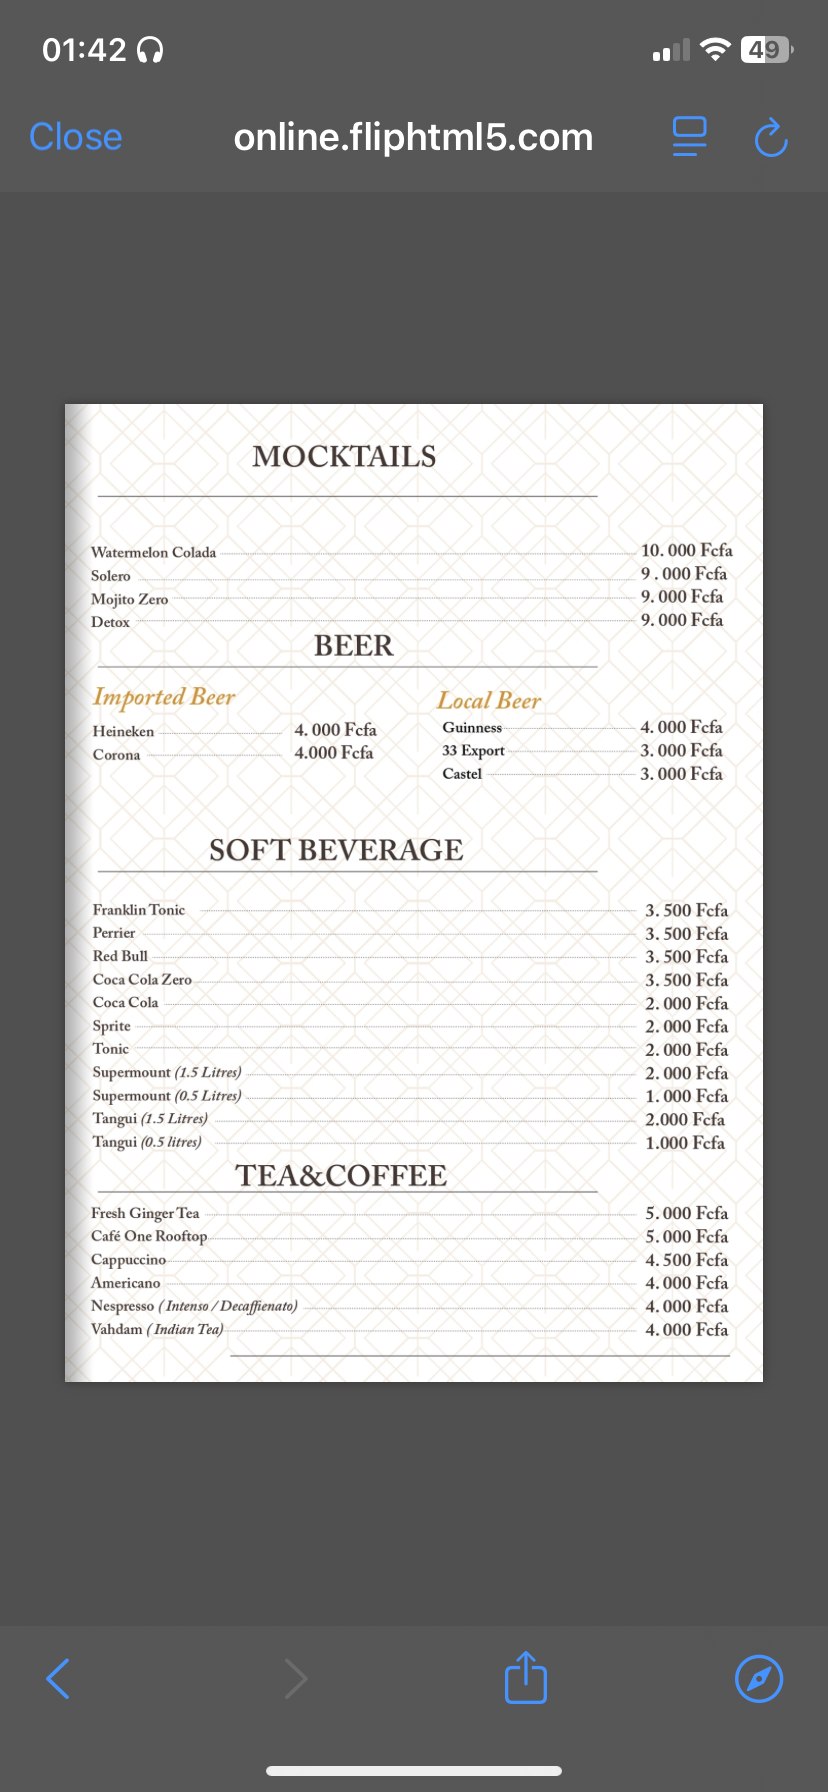 01:42
49
Close
online.fliphtml5.com
MOCKTAILS
Watermelon Colada 10. 000 Fcfa
Solero 9 . 000 Fcfa
Mojito Zero 9. 000 Fcfa
Detox 9. 000 Fcfa
BEER
Imported Beer
Heineken 4. 000 Fcfa
Corona 4.000 Fcfa
Local Beer
Guinness 4. 000 Fcfa
33 Export 3. 000 Fcfa
Castel 3. 000 Fcfa
SOFT BEVERAGE
Franklin Tonic 3. 500 Fcfa
Perrier 3. 500 Fcfa
Red Bull 3. 500 Fcfa
Coca Cola Zero 3. 500 Fcfa
Coca Cola 2. 000 Fcfa
Sprite 2. 000 Fcfa
Tonic 2. 000 Fcfa
Supermount (1.5 Litres) 2. 000 Fcfa
Supermount (0.5 Litres) 1. 000 Fcfa
Tangui (1.5 Litres) 2.000 Fcfa
Tangui (0.5 litres) 1.000 Fcfa
TEA&COFFEE
Fresh Ginger Tea 5. 000 Fcfa
Café One Rooftop 5. 000 Fcfa
Cappuccino 4. 500 Fcfa
Americano 4. 000 Fcfa
Nespresso ( Intenso / Decaffienato) 4. 000 Fcfa
Vahdam ( Indian Tea) 4. 000 Fcfa